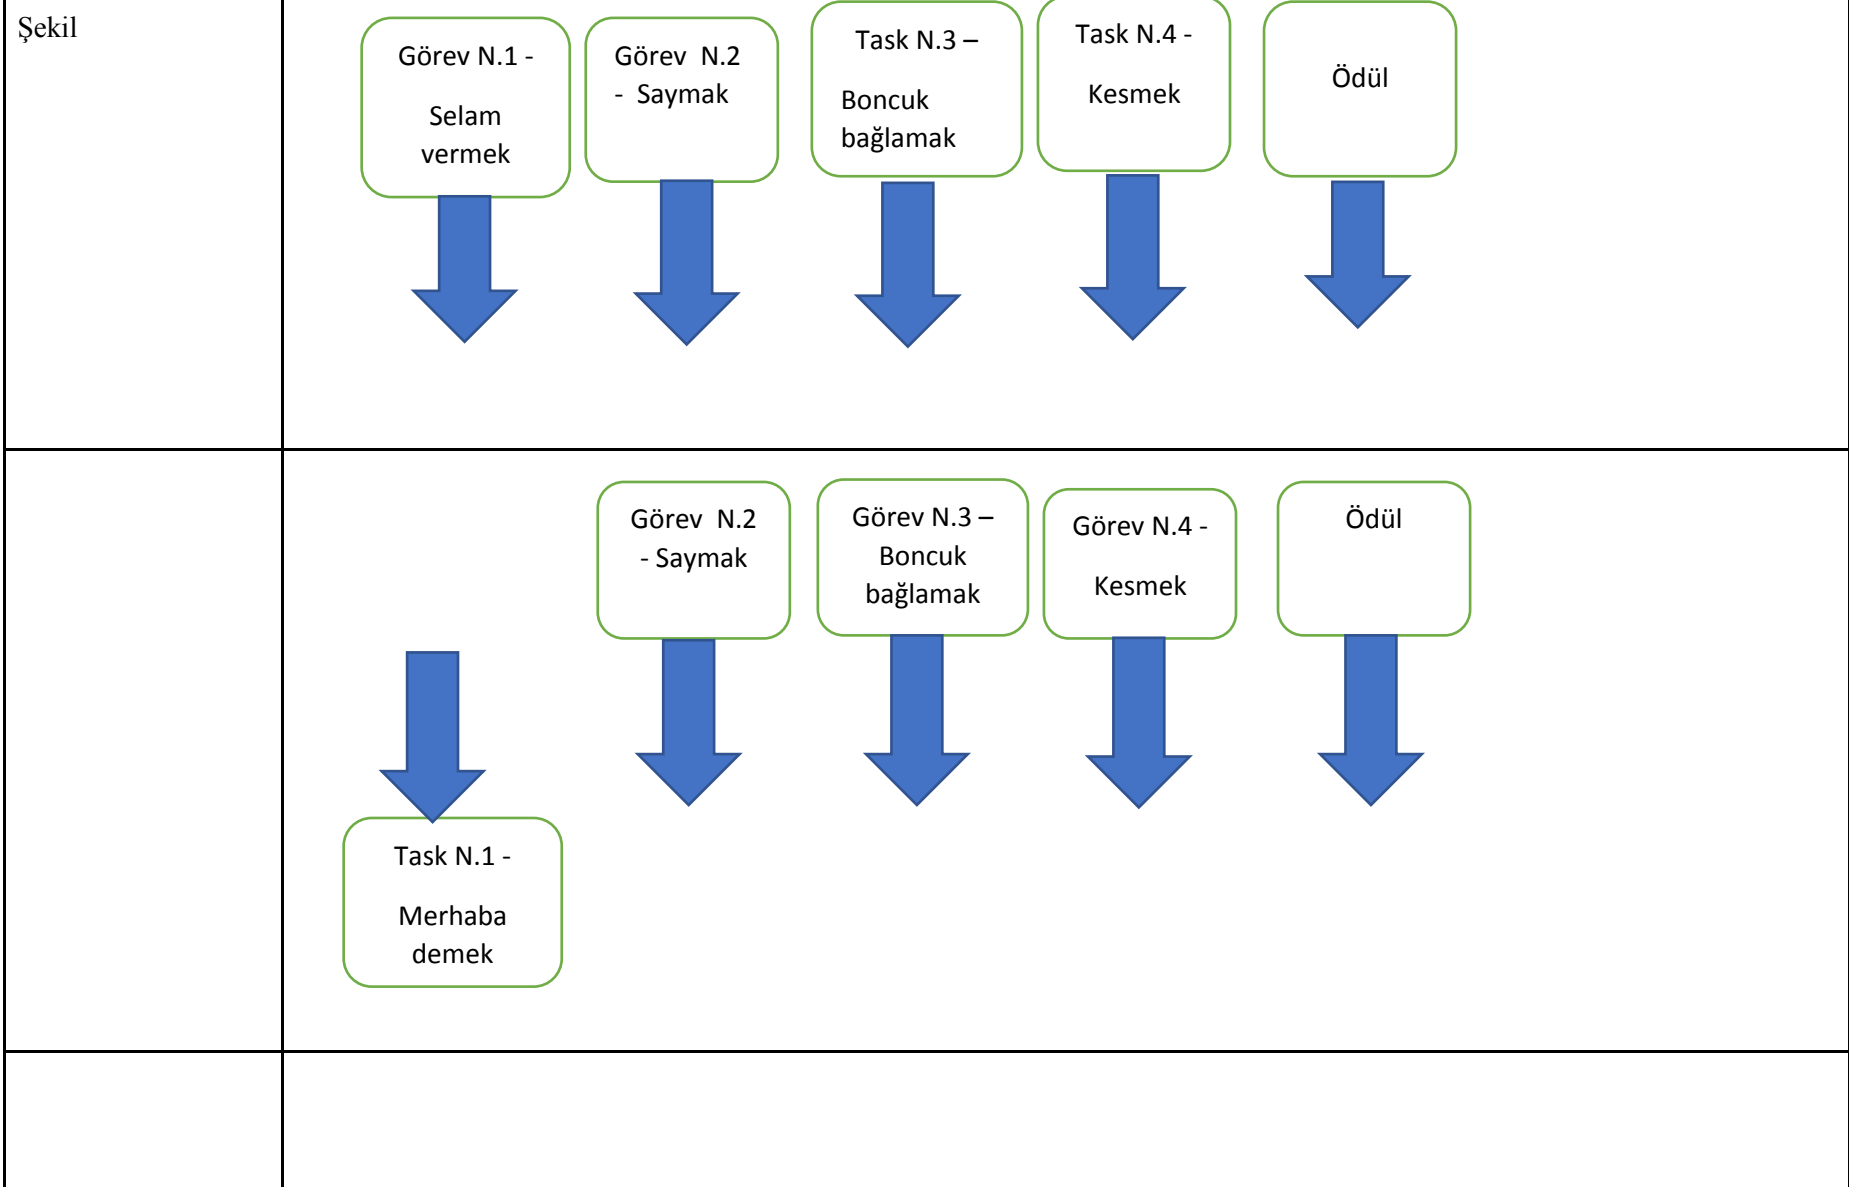 Şekil
Görev N.1 -
Selam
vermek
Görev N.2
- Saymak
Task N.3 –
Boncuk
bağlamak
Task N.4 -
Kesmek
Ödül
Görev N.2
- Saymak
Görev N.3 –
Boncuk
bağlamak
Görev N.4 -
Kesmek
Ödül
Task N.1 -
Merhaba
demek